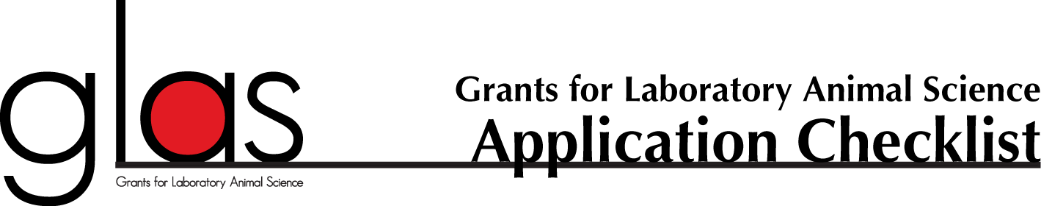 glas
Grants for Laboratory Animal Science
Grants for Laboratory Animal Science
Application Checklist